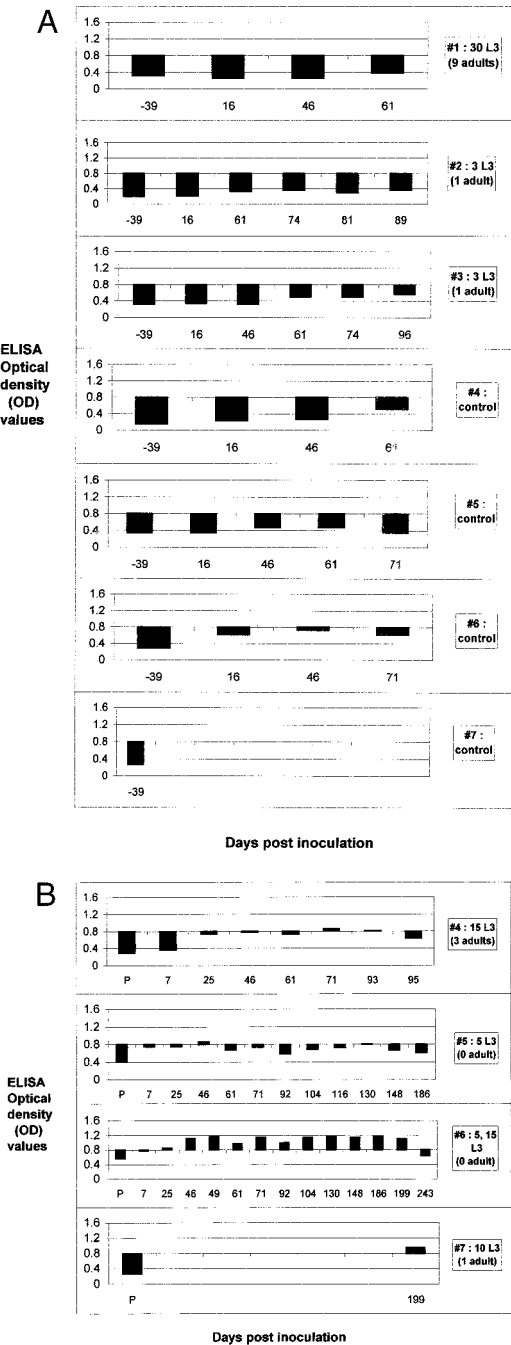 A
1.6
1.2
0.8
0.4
0
-39 16 46 61
#1 : 30 L3
(9 adults)
1.6
1.2
0.8
0.4
0
-39 16 61 74 81 89
#2 : 3 L3
(1 adult)
1.6
1.2
0.8
0.4
0
-39 16 46 61 74 96
#3 : 3 L3
(1 adult)
ELISA
Optical
density
(OD)
values
1.6
1.2
0.8
0.4
0
-39 16 46 61
#4 :
control
1.6
1.2
0.8
0.4
0
-39 16 46 61 71
#5 :
control
1.6
1.2
0.8
0.4
0
-39 16 46 71
#6 :
control
1.6
1.2
0.8
0.4
0
-39
#7 :
control
Days post inoculation
B
1.6
1.2
0.8
0.4
0
P 7 25 46 61 71 93 95
#4 : 15 L3
(3 adults)
1.6
1.2
0.8
0.4
0
P 7 25 46 61 71 92 104 116 130 148 186
#5 : 5 L3
(0 adult)
ELISA
Optical
density
(OD)
values
1.6
1.2
0.8
0.4
0
P 7 25 46 49 61 71 92 104 130 148 186 199 243
#6 : 5, 15
L3
(0 adult)
1.6
1.2
0.8
0.4
0
P 199
#7 : 10 L3
(1 adult)
Days post inoculation